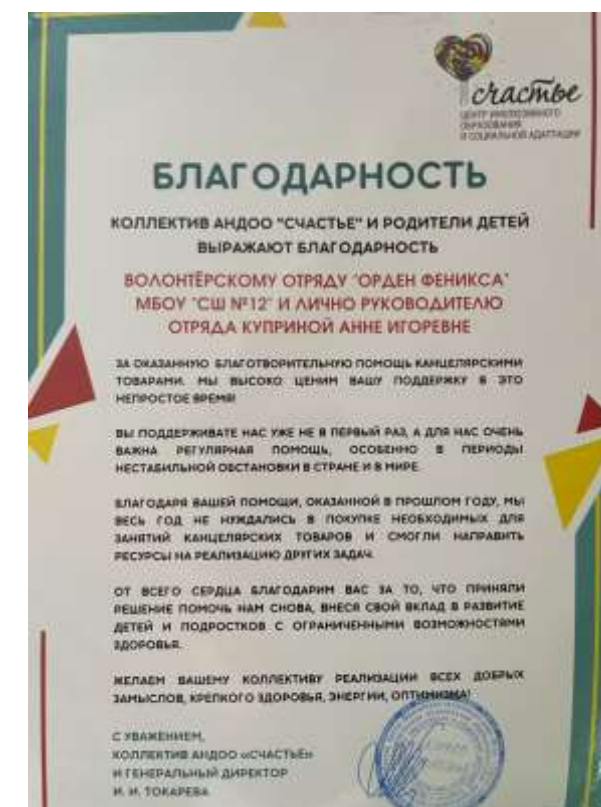 счастье
ЦЕНТР ИНКЛЮЗИВНОГО
ОБРАЗОВАНИЯ
И СОЦИАЛЬНОЙ АДАПТАЦИИ
БЛАГОДАРНОСТЬ
КОЛЛЕКТИВ АНДОО "СЧАСТЬЕ" И РОДИТЕЛИ ДЕТЕЙ
ВЫРАЖАЮТ БЛАГОДАРНОСТЬ
ВОЛОНТЁРСКОМУ ОТРЯДУ "ОРДЕН ФЕНИКСА"
МБОУ "СШ №12" И ЛИЧНО РУКОВОДИТЕЛЮ
ОТРЯДА КУПРИНОЙ АННЕ ИГОРЕВНЕ
ЗА ОКАЗАННУЮ БЛАГОТВОРИТЕЛЬНУЮ ПОМОЩЬ КАНЦЕЛЯРСКИМИ
ТОВАРАМИ. МЫ ВЫСОКО ЦЕНИМ ВАШУ ПОДДЕРЖКУ В ЭТО
НЕПРОСТОЕ ВРЕМЯ!
ВЫ ПОДДЕРЖИВАТЕ НАС УЖЕ НЕ В ПЕРВЫЙ РАЗ, А ДЛЯ НАС ОЧЕНЬ
ВАЖНА РЕГУЛЯРНАЯ ПОМОЩЬ, ОСОБЕННО В ПЕРИОДЫ
НЕСТАБИЛЬНОЙ ОБСТАНОВКИ В СТРАНЕ И В МИРЕ.
БЛАГОДАРЯ ВАШЕЙ ПОМОЩИ, ОКАЗАННОЙ В ПРОШЛОМ ГОДУ, МЫ
ВЕСЬ ГОД НЕ НУЖДАЛИСЬ В ПОКУПКЕ НЕОБХОДИМЫХ ДЛЯ
ЗАНЯТИЙ КАНЦЕЛЯРСКИХ ТОВАРОВ И СМОГЛИ НАПРАВИТЬ
РЕСУРСЫ НА РЕАЛИЗАЦИЮ ДРУГИХ ЗАДАЧ.
ОТ ВСЕГО СЕРДЦА БЛАГОДАРИМ ВАС ЗА ТО, ЧТО ПРИНЯЛИ
РЕШЕНИЕ ПОМОЧЬ НАМ СНОВА, ВНЕСЯ СВОЙ ВКЛАД В РАЗВИТИЕ
ДЕТЕЙ И ПОДРОСТКОВ С ОГРАНИЧЕННЫМИ ВОЗМОЖНОСТЯМИ
ЗДОРОВЬЯ.
ЖЕЛАЕМ ВАШЕМУ КОЛЛЕКТИВУ РЕАЛИЗАЦИИ ВСЕХ ДОБРЫХ
ЗАМЫСЛОВ, КРЕПКОГО ЗДОРОВЬЯ, ЭНЕРГИИ, ОПТИМИЗМА!
С УВАЖЕНИЕМ,
КОЛЛЕКТИВ АНДОО «СЧАСТЬЕ»
И ГЕНЕРАЛЬНЫЙ ДИРЕКТОР
И. И. ТОКАРЕВА